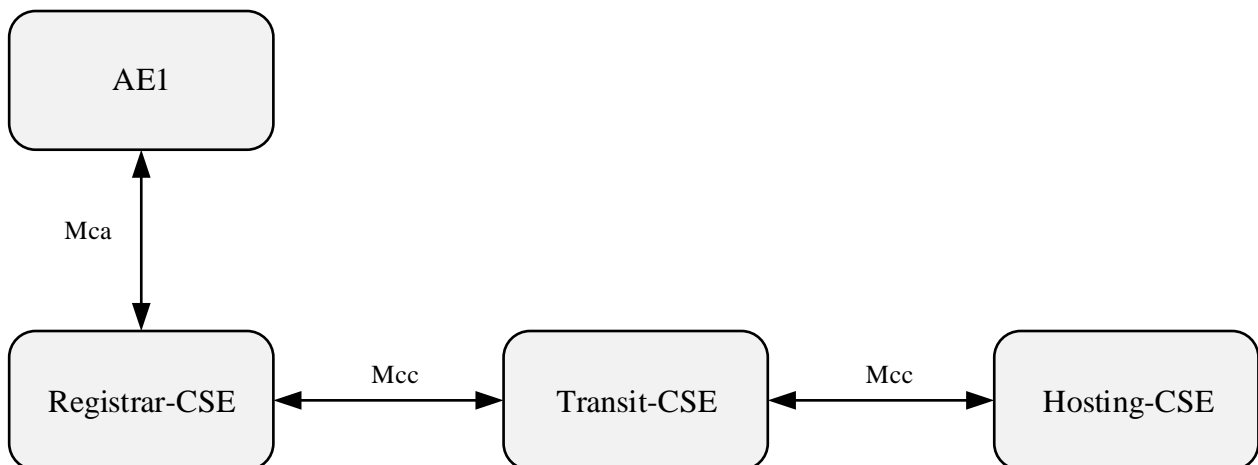 AE1
Mca
Mcc
Mcc
Registrar-CSE
Transit-CSE
Hosting-CSE